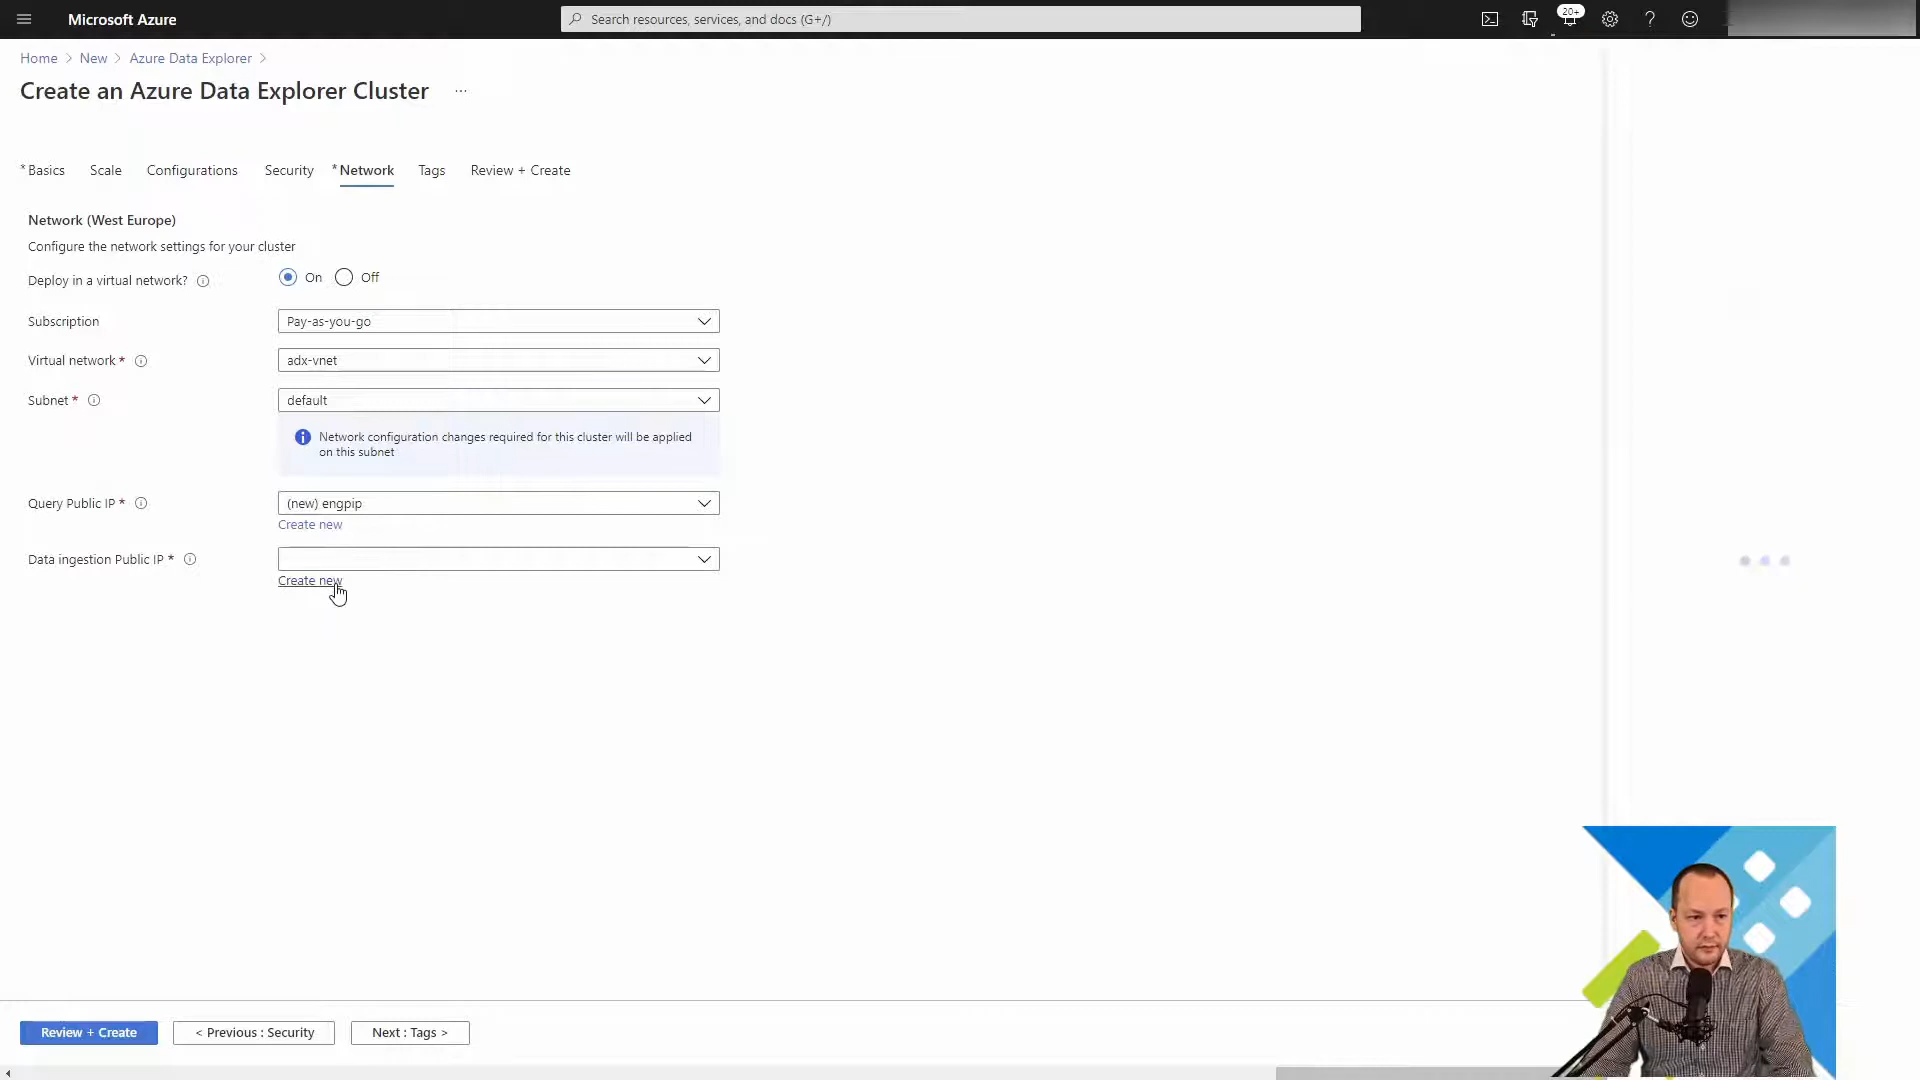 Microsoft Azure
Search resources, services, and docs (G+/)
20+
Home > New > Azure Data Explorer >
Create an Azure Data Explorer Cluster ...
* Basics Scale Configurations Security * Network Tags Review + Create
Network (West Europe)
Configure the network settings for your cluster
Deploy in a virtual network? On Off
Subscription Pay-as-you-go
Virtual network * adx-vnet
Subnet * default
Network configuration changes required for this cluster will be applied
on this subnet
Query Public IP * (new) engpip
Create new
Data ingestion Public IP *
Create new
Review + Create < Previous : Security Next : Tags >